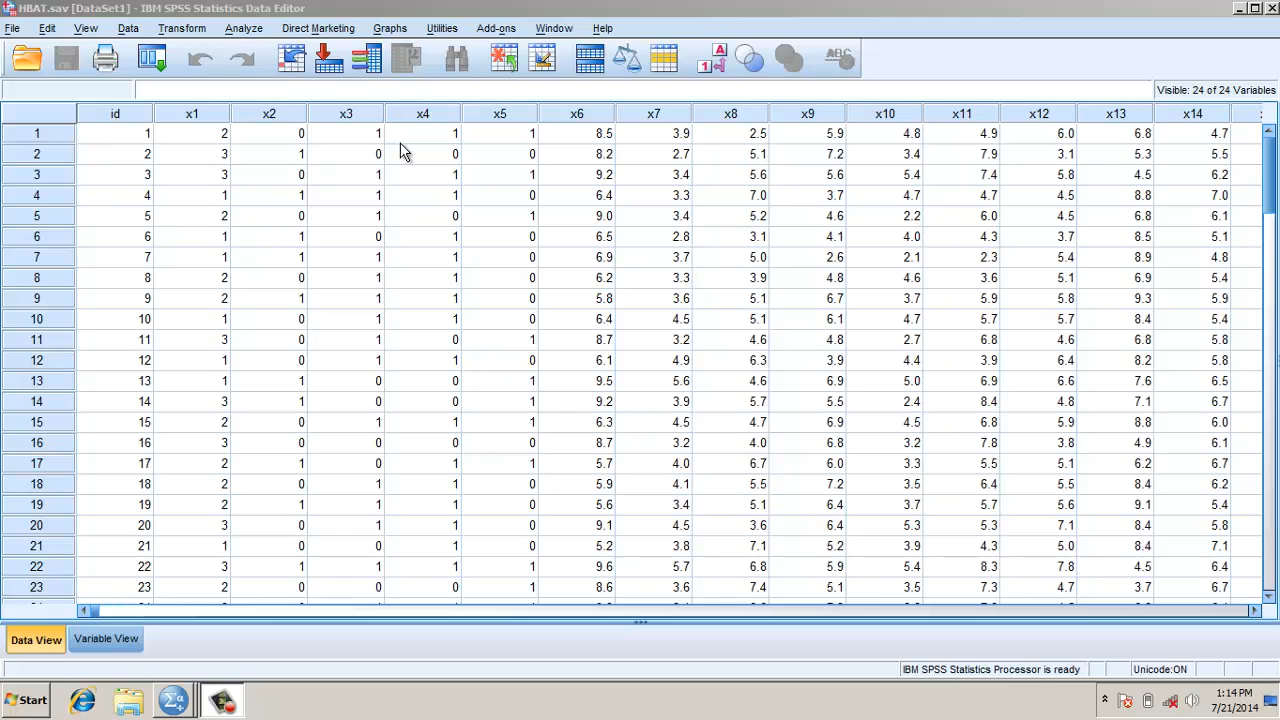 HBAT.sav [DataSet1] - IBM SPSS Statistics Data Editor
File Edit View Data Transform Analyze Direct Marketing Graphs Utilities Add-ons Window Help
Visible: 24 of 24 Variables
id x1 x2 x3 x4 x5 x6 x7 x8 x9 x10 x11 x12 x13 x14
1 1 2 0 1 1 1 8.5 3.9 2.5 5.9 4.8 4.9 6.0 6.8 4.7
2 2 3 1 0 0 0 8.2 2.7 5.1 7.2 3.4 7.9 3.1 5.3 5.5
3 3 3 0 1 1 1 9.2 3.4 5.6 5.6 5.4 7.4 5.8 4.5 6.2
4 4 1 1 1 1 0 6.4 3.3 7.0 3.7 4.7 4.7 4.5 8.8 7.0
5 5 2 0 1 0 1 9.0 3.4 5.2 4.6 2.2 6.0 4.5 6.8 6.1
6 6 1 1 0 1 0 6.5 2.8 3.1 4.1 4.0 4.3 3.7 8.5 5.1
7 7 1 1 1 1 0 6.9 3.7 5.0 2.6 2.1 2.3 5.4 8.9 4.8
8 8 2 0 1 1 0 6.2 3.3 3.9 4.8 4.6 3.6 5.1 6.9 5.4
9 9 2 1 1 1 0 5.8 3.6 5.1 6.7 3.7 5.9 5.8 9.3 5.9
10 10 1 0 1 1 0 6.4 4.5 5.1 6.1 4.7 5.7 5.7 8.4 5.4
11 11 3 0 1 0 1 8.7 3.2 4.6 4.8 2.7 6.8 4.6 6.8 5.8
12 12 1 0 1 1 0 6.1 4.9 6.3 3.9 4.4 3.9 6.4 8.2 5.8
13 13 1 1 0 0 1 9.5 5.6 4.6 6.9 5.0 6.9 6.6 7.6 6.5
14 14 3 1 0 0 1 9.2 3.9 5.7 5.5 2.4 8.4 4.8 7.1 6.7
15 15 2 0 1 1 1 6.3 4.5 4.7 6.9 4.5 6.8 5.9 8.8 6.0
16 16 3 0 0 0 0 8.7 3.2 4.0 6.8 3.2 7.8 3.8 4.9 6.1
17 17 2 1 0 1 1 5.7 4.0 6.7 6.0 3.3 5.5 5.1 6.2 6.7
18 18 2 0 1 1 0 5.9 4.1 5.5 7.2 3.5 6.4 5.5 8.4 6.2
19 19 2 1 1 1 0 5.6 3.4 5.1 6.4 3.7 5.7 5.6 9.1 5.4
20 20 3 0 1 1 0 9.1 4.5 3.6 6.4 5.3 5.3 7.1 8.4 5.8
21 21 1 0 0 1 0 5.2 3.8 7.1 5.2 3.9 4.3 5.0 8.4 7.1
22 22 3 1 1 1 0 9.6 5.7 6.8 5.9 5.4 8.3 7.8 4.5 6.4
23 23 2 0 0 0 1 8.6 3.6 7.4 5.1 3.5 7.3 4.7 3.7 6.7
Data View Variable View
IBM SPSS Statistics Processor is ready Unicode:ON
Start 1:14 PM
7/21/2014